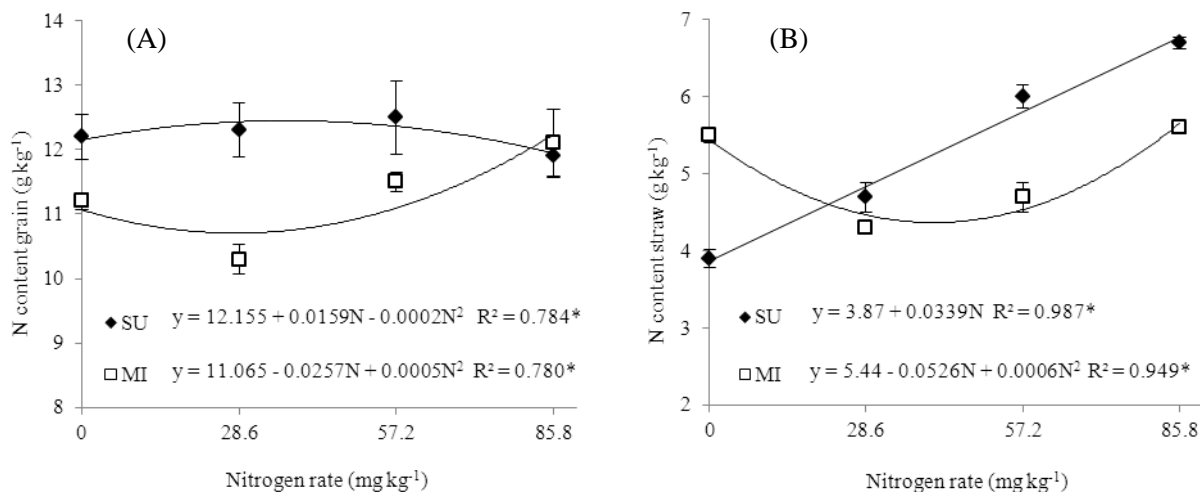 (A)
14
13
12
11
10
9
8
N content grain (g kg⁻¹)
◆ SU y = 12.155 + 0.0159N - 0.0002N² R² = 0.784*
□ MI y = 11.065 - 0.0257N + 0.0005N² R² = 0.780*
0 28.6 57.2 85.8
Nitrogen rate (mg kg⁻¹)
(B)
7
6
5
4
3
2
N content straw (g kg⁻¹)
◆ SU y = 3.87 + 0.0339N R² = 0.987*
□ MI y = 5.44 - 0.0526N + 0.0006N² R² = 0.949*
0 28.6 57.2 85.8
Nitrogen rate (mg kg⁻¹)